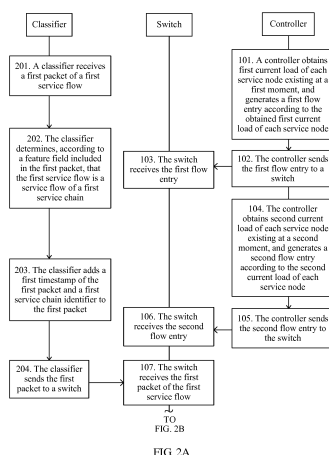 Classifier
Switch
Controller
201. A classifier receives
a first packet of a first
service flow
202. The classifier
determines, according to
a feature field included
in the first packet, that
the first service flow is a
service flow of a first
service chain
203. The classifier adds a
first timestamp of the
first packet and a first
service chain identifier to
the first packet
204. The classifier
sends the first
packet to a switch
103. The switch
receives the first flow
entry
106. The switch
receives the second
flow entry
107. The switch
receives the first
packet of the first
service flow
TO
FIG. 2B
101. A controller obtains
first current load of each
service node existing at a
first moment, and
generates a first flow
entry according to the
obtained first current
load of each service node
102. The controller sends
the first flow entry to a
switch
104. The controller
obtains second current
load of each service node
existing at a second
moment, and generates a
second flow entry
according to the second
current load of each
service node
105. The controller sends
the second flow entry to
the switch
FIG. 2A